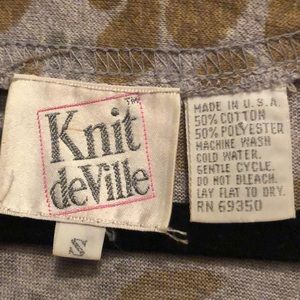 Knit™
deVille
S
MADE IN U.S.A.
50% COTTON
50% POLYESTER
MACHINE WASH
COLD WATER.
GENTLE CYCLE.
DO NOT BLEACH.
LAY FLAT TO DRY.
RN 69350